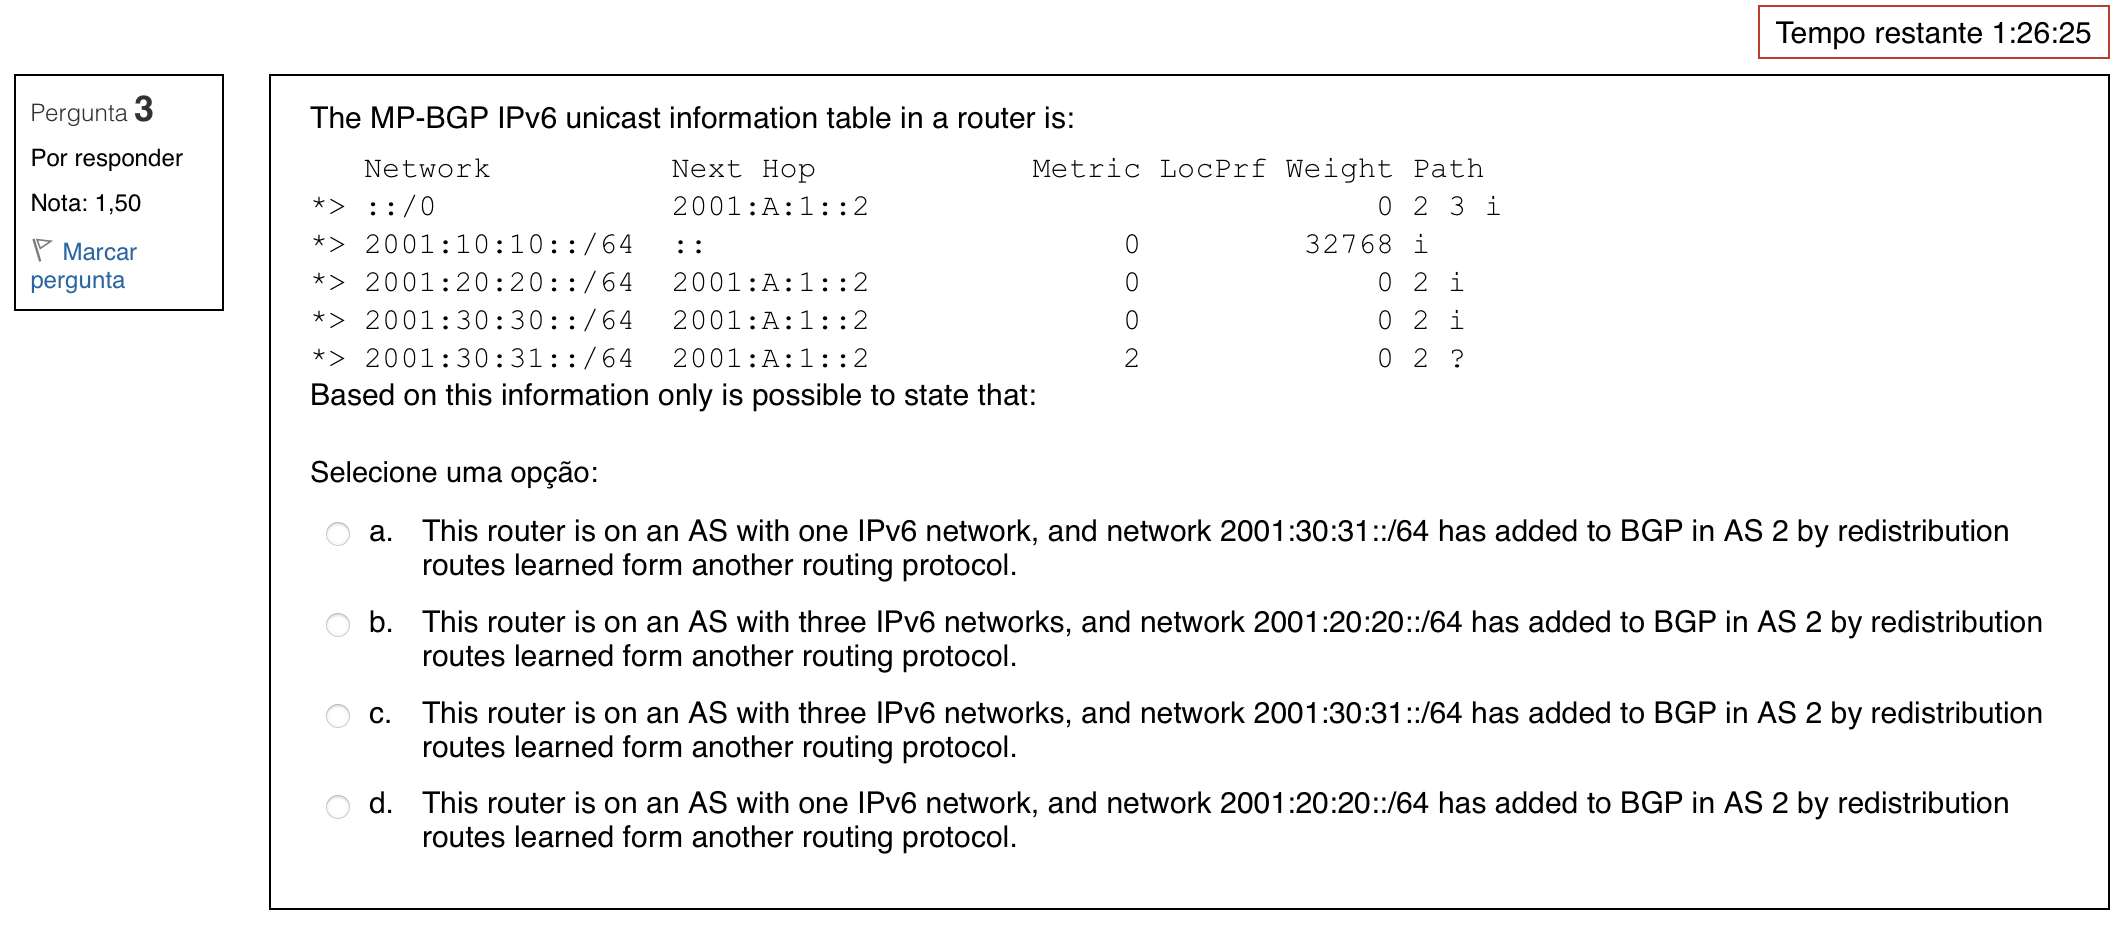 Tempo restante 1:26:25
Pergunta 3
Por responder
Nota: 1,50
Marcar
pergunta
The MP-BGP IPv6 unicast information table in a router is:
Network Next Hop Metric LocPrf Weight Path
*> ::/0 2001:A:1::2 0 2 3 i
*> 2001:10:10::/64 :: 0 32768 i
*> 2001:20:20::/64 2001:A:1::2 0 0 2 i
*> 2001:30:30::/64 2001:A:1::2 0 0 2 i
*> 2001:30:31::/64 2001:A:1::2 2 0 2 ?
Based on this information only is possible to state that:
Selecione uma opção:
a. This router is on an AS with one IPv6 network, and network 2001:30:31::/64 has added to BGP in AS 2 by redistribution
routes learned form another routing protocol.
b. This router is on an AS with three IPv6 networks, and network 2001:20:20::/64 has added to BGP in AS 2 by redistribution
routes learned form another routing protocol.
c. This router is on an AS with three IPv6 networks, and network 2001:30:31::/64 has added to BGP in AS 2 by redistribution
routes learned form another routing protocol.
d. This router is on an AS with one IPv6 network, and network 2001:20:20::/64 has added to BGP in AS 2 by redistribution
routes learned form another routing protocol.